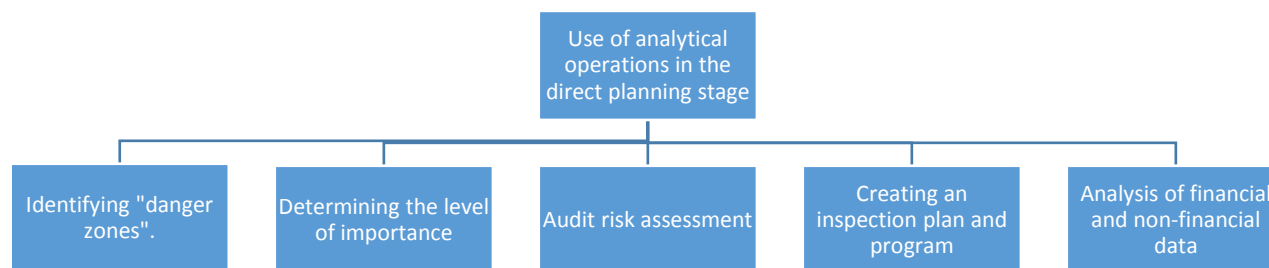 Use of analytical
operations in the
direct planning stage
Identifying "danger
zones".
Determining the level
of importance
Audit risk assessment
Creating an
inspection plan and
program
Analysis of financial
and non-financial
data